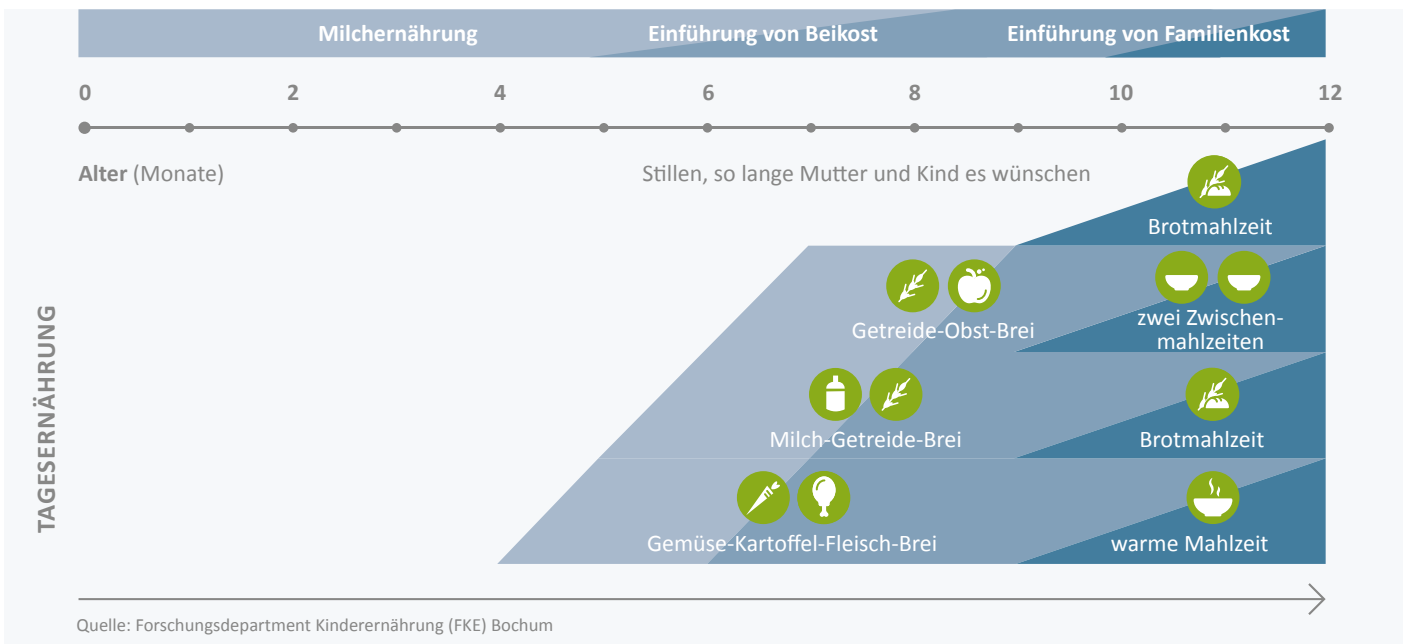 Milchernährung
Einführung von Beikost
Einführung von Familienkost
0 2 4 6 8 10 12
Alter (Monate)
Stillen, so lange Mutter und Kind es wünschen
TAGESERNÄHRUNG
Brotmahlzeit
Getreide-Obst-Brei
zwei Zwischen-
mahlzeiten
Milch-Getreide-Brei
Brotmahlzeit
Gemüse-Kartoffel-Fleisch-Brei
warme Mahlzeit
Quelle: Forschungsdepartment Kinderernährung (FKE) Bochum